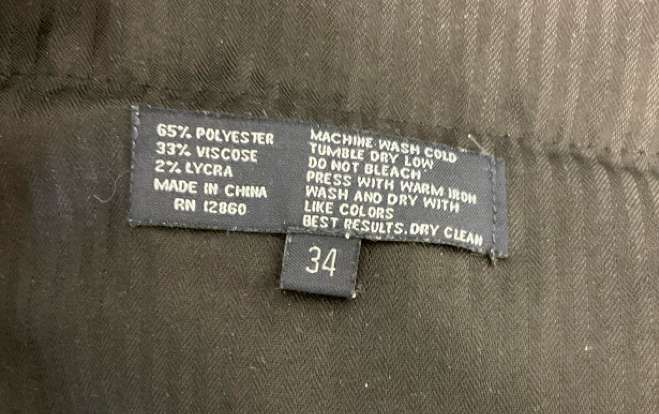 65% POLYESTER
33% VISCOSE
2% LYCRA
MADE IN CHINA
RN 12860
MACHINE WASH COLD
TUMBLE DRY LOW
DO NOT BLEACH
PRESS WITH WARM IRON
WASH AND DRY WITH
LIKE COLORS
BEST RESULTS, DRY CLEAN
34